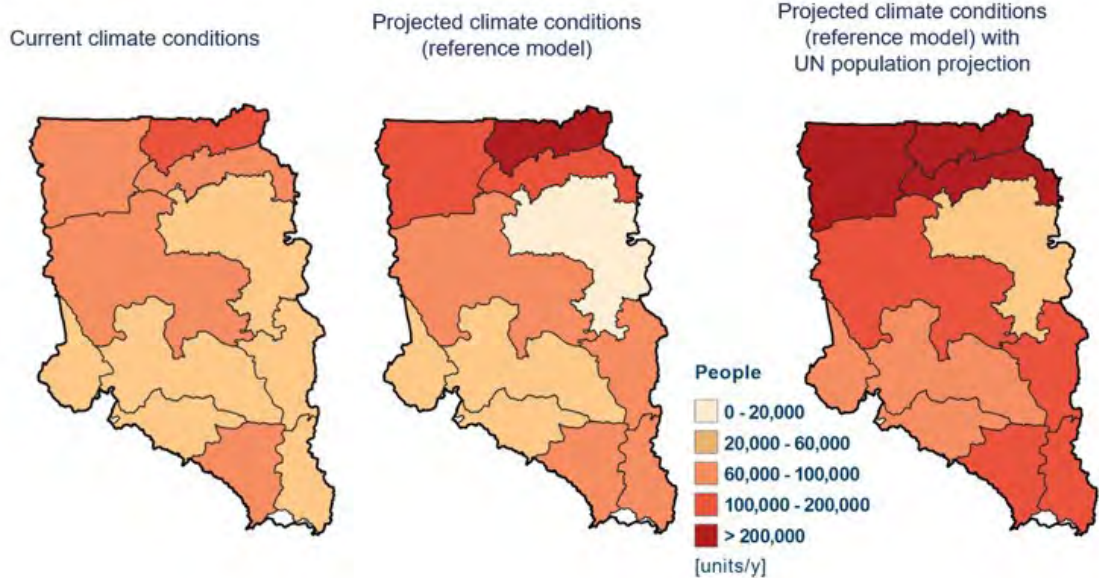 Current climate conditions
Projected climate conditions
(reference model)
Projected climate conditions
(reference model) with
UN population projection
People
0 - 20,000
20,000 - 60,000
60,000 - 100,000
100,000 - 200,000
> 200,000
[units/y]